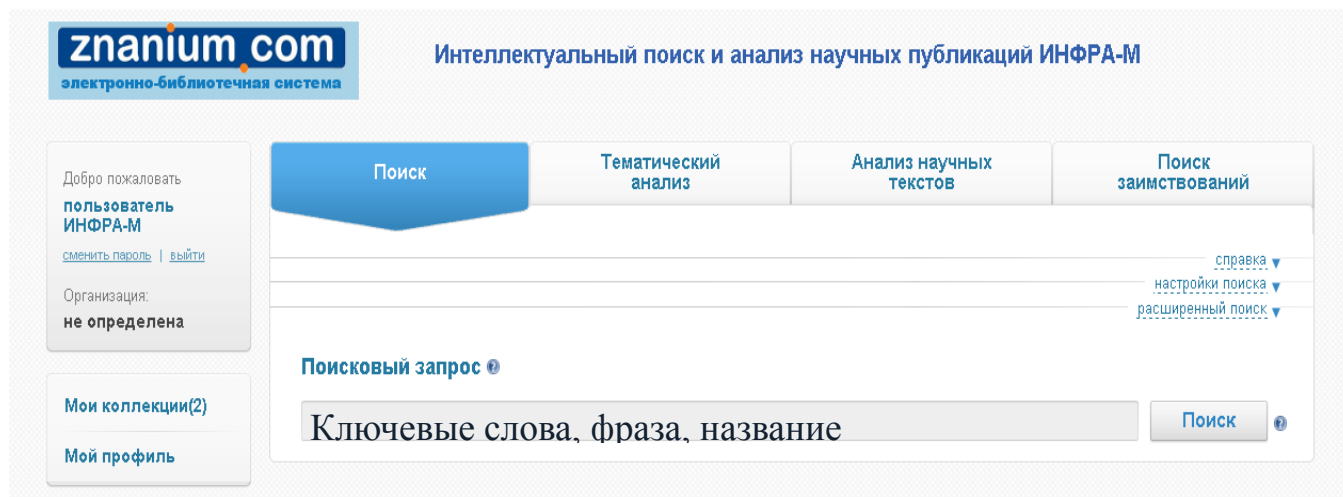 znanium.com
электронно-библиотечная система
Интеллектуальный поиск и анализ научных публикаций ИНФРА-М
Добро пожаловать
пользователь
ИНФРА-М
сменить пароль | выйти
Организация:
не определена
Мои коллекции(2)
Мой профиль
Поиск
Тематический
анализ
Анализ научных
текстов
Поиск
заимствований
справка
настройки поиска
расширенный поиск
Поисковый запрос ?
Ключевые слова, фраза, название
Поиск ?